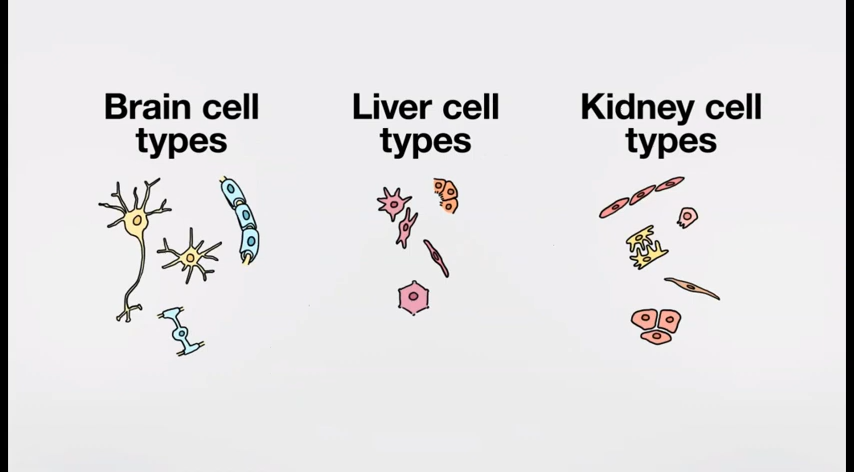 Brain cell
types
Liver cell
types
Kidney cell
types